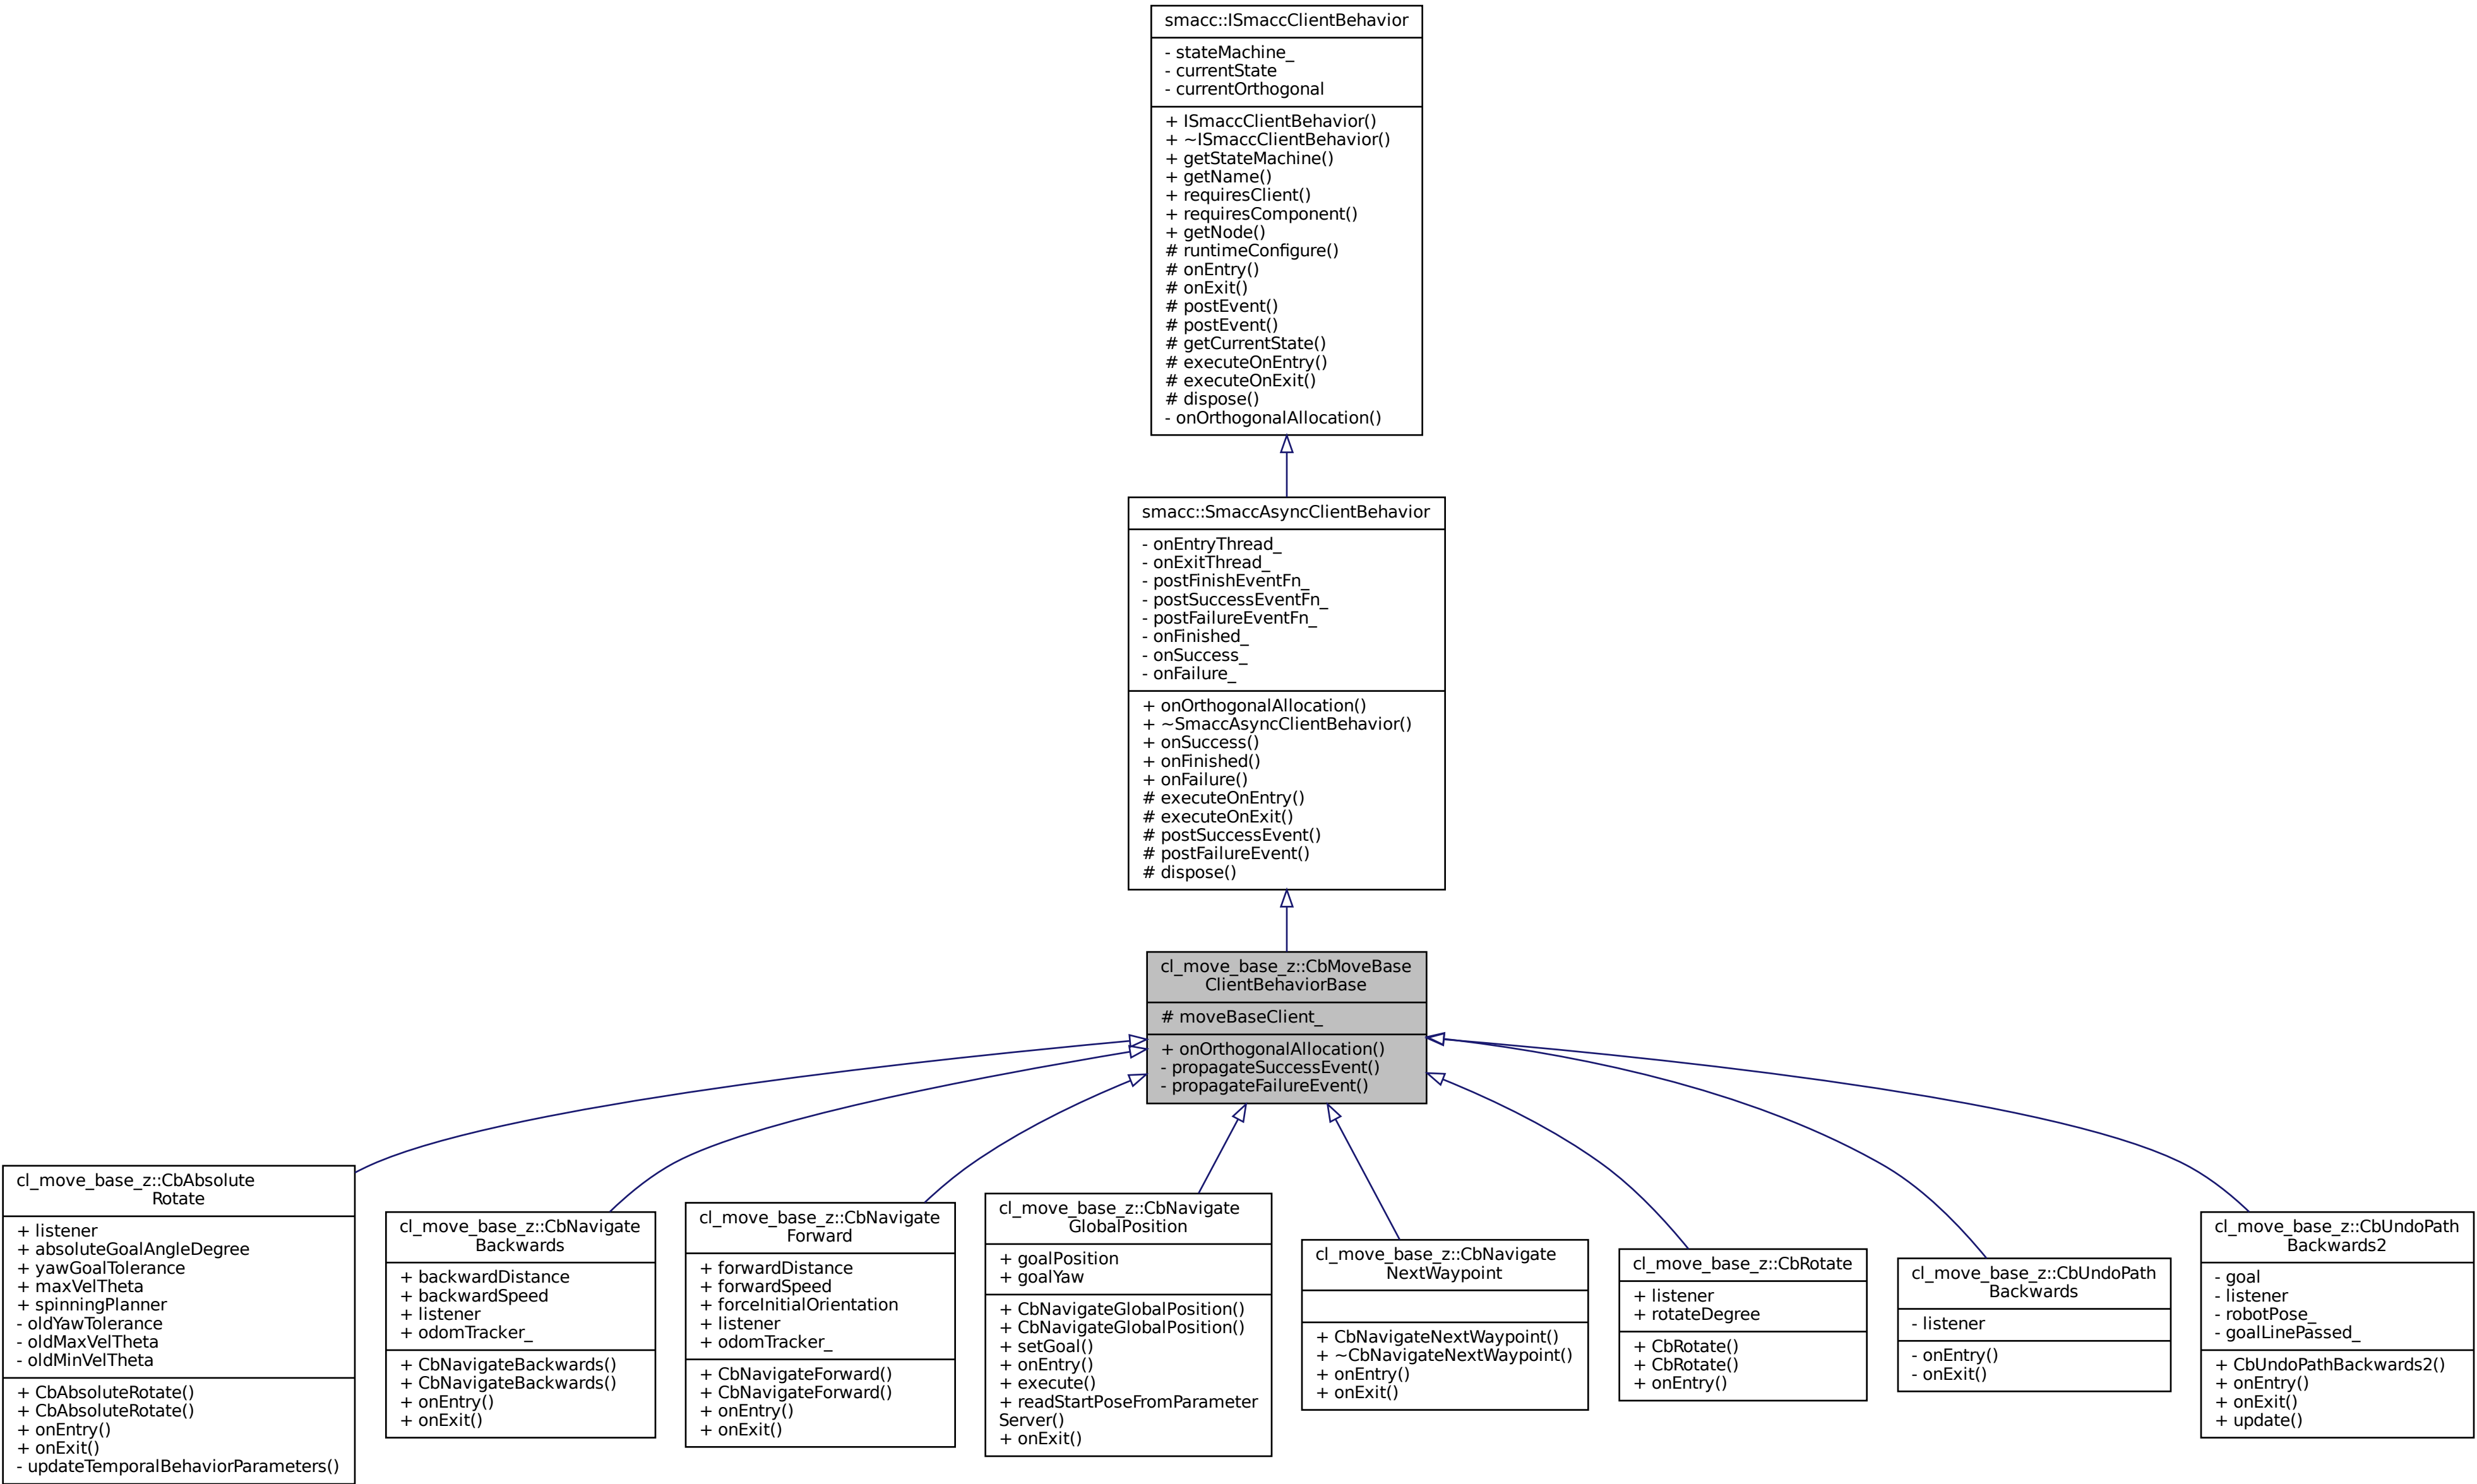 smacc::ISmaccClientBehavior
- stateMachine_
- currentState
- currentOrthogonal
+ ISmaccClientBehavior()
+ ~ISmaccClientBehavior()
+ getStateMachine()
+ getName()
+ requiresClient()
+ requiresComponent()
+ getNode()
# runtimeConfigure()
# onEntry()
# onExit()
# postEvent()
# postEvent()
# getCurrentState()
# executeOnEntry()
# executeOnExit()
# dispose()
- onOrthogonalAllocation()
smacc::SmaccAsyncClientBehavior
- onEntryThread_
- onExitThread_
- postFinishEventFn_
- postSuccessEventFn_
- postFailureEventFn_
- onFinished_
- onSuccess_
- onFailure_
+ onOrthogonalAllocation()
+ ~SmaccAsyncClientBehavior()
+ onSuccess()
+ onFinished()
+ onFailure()
# executeOnEntry()
# executeOnExit()
# postSuccessEvent()
# postFailureEvent()
# dispose()
cl_move_base_z::CbMoveBase
ClientBehaviorBase
# moveBaseClient_
+ onOrthogonalAllocation()
- propagateSuccessEvent()
- propagateFailureEvent()
cl_move_base_z::CbAbsolute
Rotate
+ listener
+ absoluteGoalAngleDegree
+ yawGoalTolerance
+ maxVelTheta
+ spinningPlanner
- oldYawTolerance
- oldMaxVelTheta
- oldMinVelTheta
+ CbAbsoluteRotate()
+ CbAbsoluteRotate()
+ onEntry()
+ onExit()
- updateTemporalBehaviorParameters()
cl_move_base_z::CbNavigate
Backwards
+ backwardDistance
+ backwardSpeed
+ listener
+ odomTracker_
+ CbNavigateBackwards()
+ CbNavigateBackwards()
+ onEntry()
+ onExit()
cl_move_base_z::CbNavigate
Forward
+ forwardDistance
+ forwardSpeed
+ forceInitialOrientation
+ listener
+ odomTracker_
+ CbNavigateForward()
+ CbNavigateForward()
+ onEntry()
+ onExit()
cl_move_base_z::CbNavigate
GlobalPosition
+ goalPosition
+ goalYaw
+ CbNavigateGlobalPosition()
+ CbNavigateGlobalPosition()
+ setGoal()
+ onEntry()
+ execute()
+ readStartPoseFromParameter
Server()
+ onExit()
cl_move_base_z::CbNavigate
NextWaypoint
+ CbNavigateNextWaypoint()
+ ~CbNavigateNextWaypoint()
+ onEntry()
+ onExit()
cl_move_base_z::CbRotate
+ listener
+ rotateDegree
+ CbRotate()
+ CbRotate()
+ onEntry()
cl_move_base_z::CbUndoPath
Backwards
- listener
- onEntry()
- onExit()
cl_move_base_z::CbUndoPath
Backwards2
- goal
- listener
- robotPose_
- goalLinePassed_
+ CbUndoPathBackwards2()
+ onEntry()
+ onExit()
+ update()